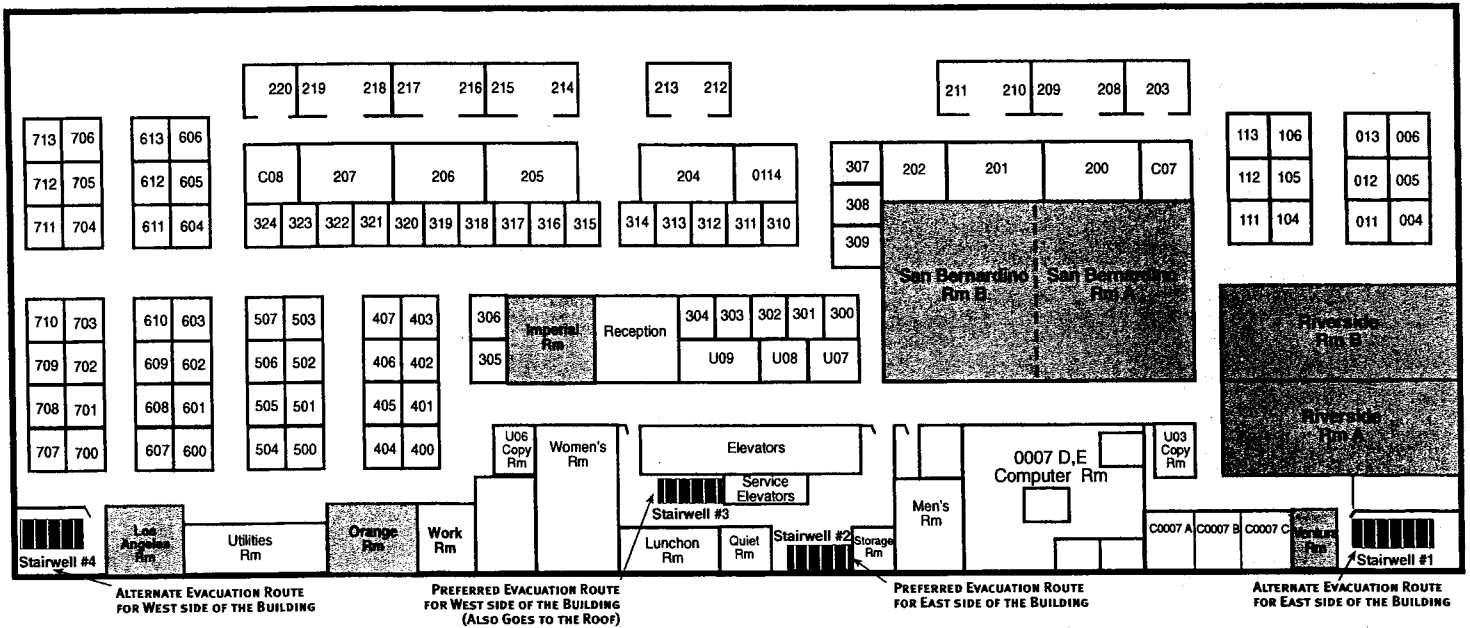 220 219 218 217 216 215 214
213 212
211 210 209 208 203
713 706
712 705
711 704
613 606
612 605
611 604
C08 207 206 205
324 323 322 321 320 319 318 317 316 315
204 0114
314 313 312 311 310
307
308
309
202 201 200 C07
San Bernardino
Rm B
San Bernardino
Rm A
113 106
112 105
111 104
013 006
012 005
011 004
710 703
709 702
708 701
707 700
610 603
609 602
608 601
607 600
507 503
506 502
505 501
504 500
407 403
406 402
405 401
404 400
306
305
Imperial
Rm
Reception
304 303 302 301 300
U09 U08 U07
Riverside
Rm B
Riverside
Rm A
U06
Copy
Rm
Women's
Rm
Elevators
Service
Elevators
Stairwell #3
Men's
Rm
0007 D,E
Computer Rm
U03
Copy
Rm
Stairwell #4
Los
Angeles
Rm
Utilities
Rm
Orange
Rm
Work
Rm
Lunchon
Rm
Quiet
Rm
Stairwell #2
Storage
Rm
C0007 A C0007 B C0007 C
Ventura
Rm
Stairwell #1
ALTERNATE EVACUATION ROUTE
FOR WEST SIDE OF THE BUILDING
PREFERRED EVACUATION ROUTE
FOR WEST SIDE OF THE BUILDING
(ALSO GOES TO THE ROOF)
PREFERRED EVACUATION ROUTE
FOR EAST SIDE OF THE BUILDING
ALTERNATE EVACUATION ROUTE
FOR EAST SIDE OF THE BUILDING